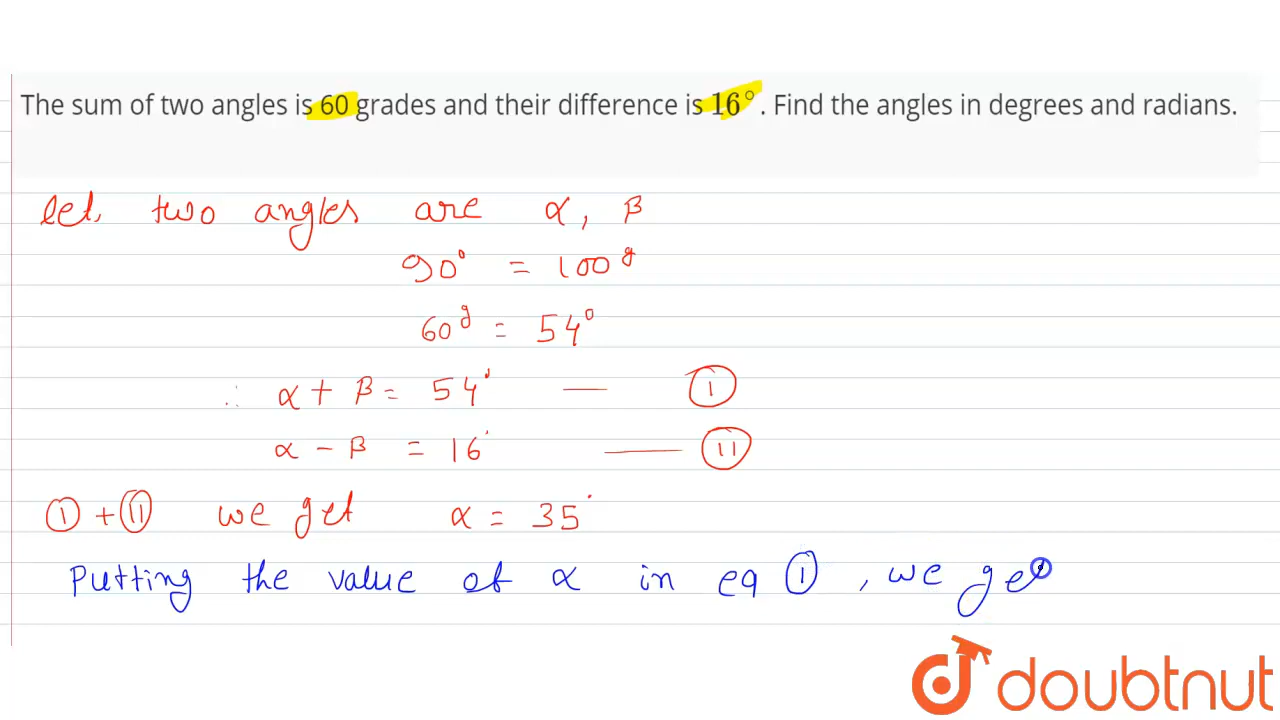 The sum of two angles is 60 grades and their difference is 16°. Find the angles in degrees and radians.
let, two angles are α, β
90° = 100^g
60^g = 54°
∴ α + β = 54° — (I)
α − β = 16° — (II)
(I) + (II) we get α = 35°
Putting the value of α in eq (I), we get
doubtnut